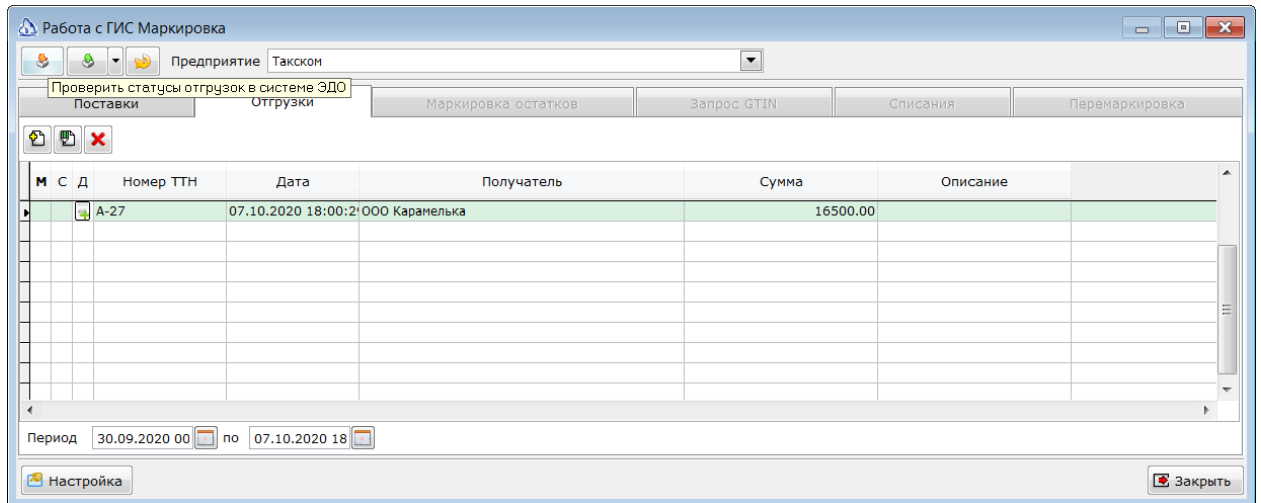 Работа с ГИС Маркировка
Предприятие Такском
Проверить статусы отгрузок в системе ЭДО
Поставки Отгрузки Маркировка остатков Запрос GTIN Списания Перемаркировка
М С Д Номер ТТН Дата Получатель Сумма Описание
А-27 07.10.2020 18:00:2 ООО Карамелька 16500.00
Период 30.09.2020 00 по 07.10.2020 18
Настройка Закрыть